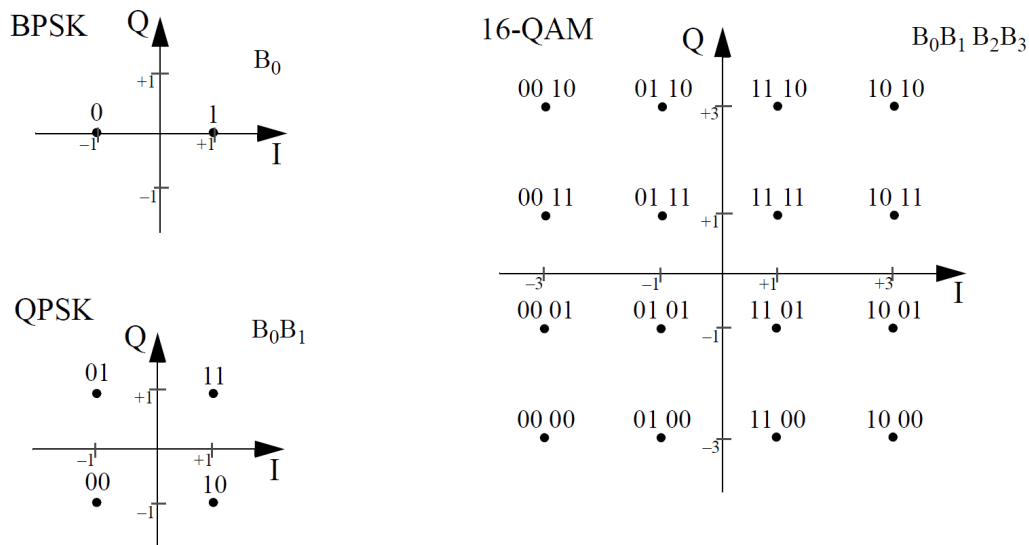 BPSK
Q
B0
+1
0 1
−1 +1
I
−1
QPSK
Q
B0B1
01 11
+1
−1 +1
I
00 10
−1
16-QAM
Q
B0B1 B2B3
00 10 01 10 11 10 10 10
+3
00 11 01 11 11 11 10 11
+1
−3 −1 +1 +3
I
00 01 01 01 11 01 10 01
−1
00 00 01 00 11 00 10 00
−3